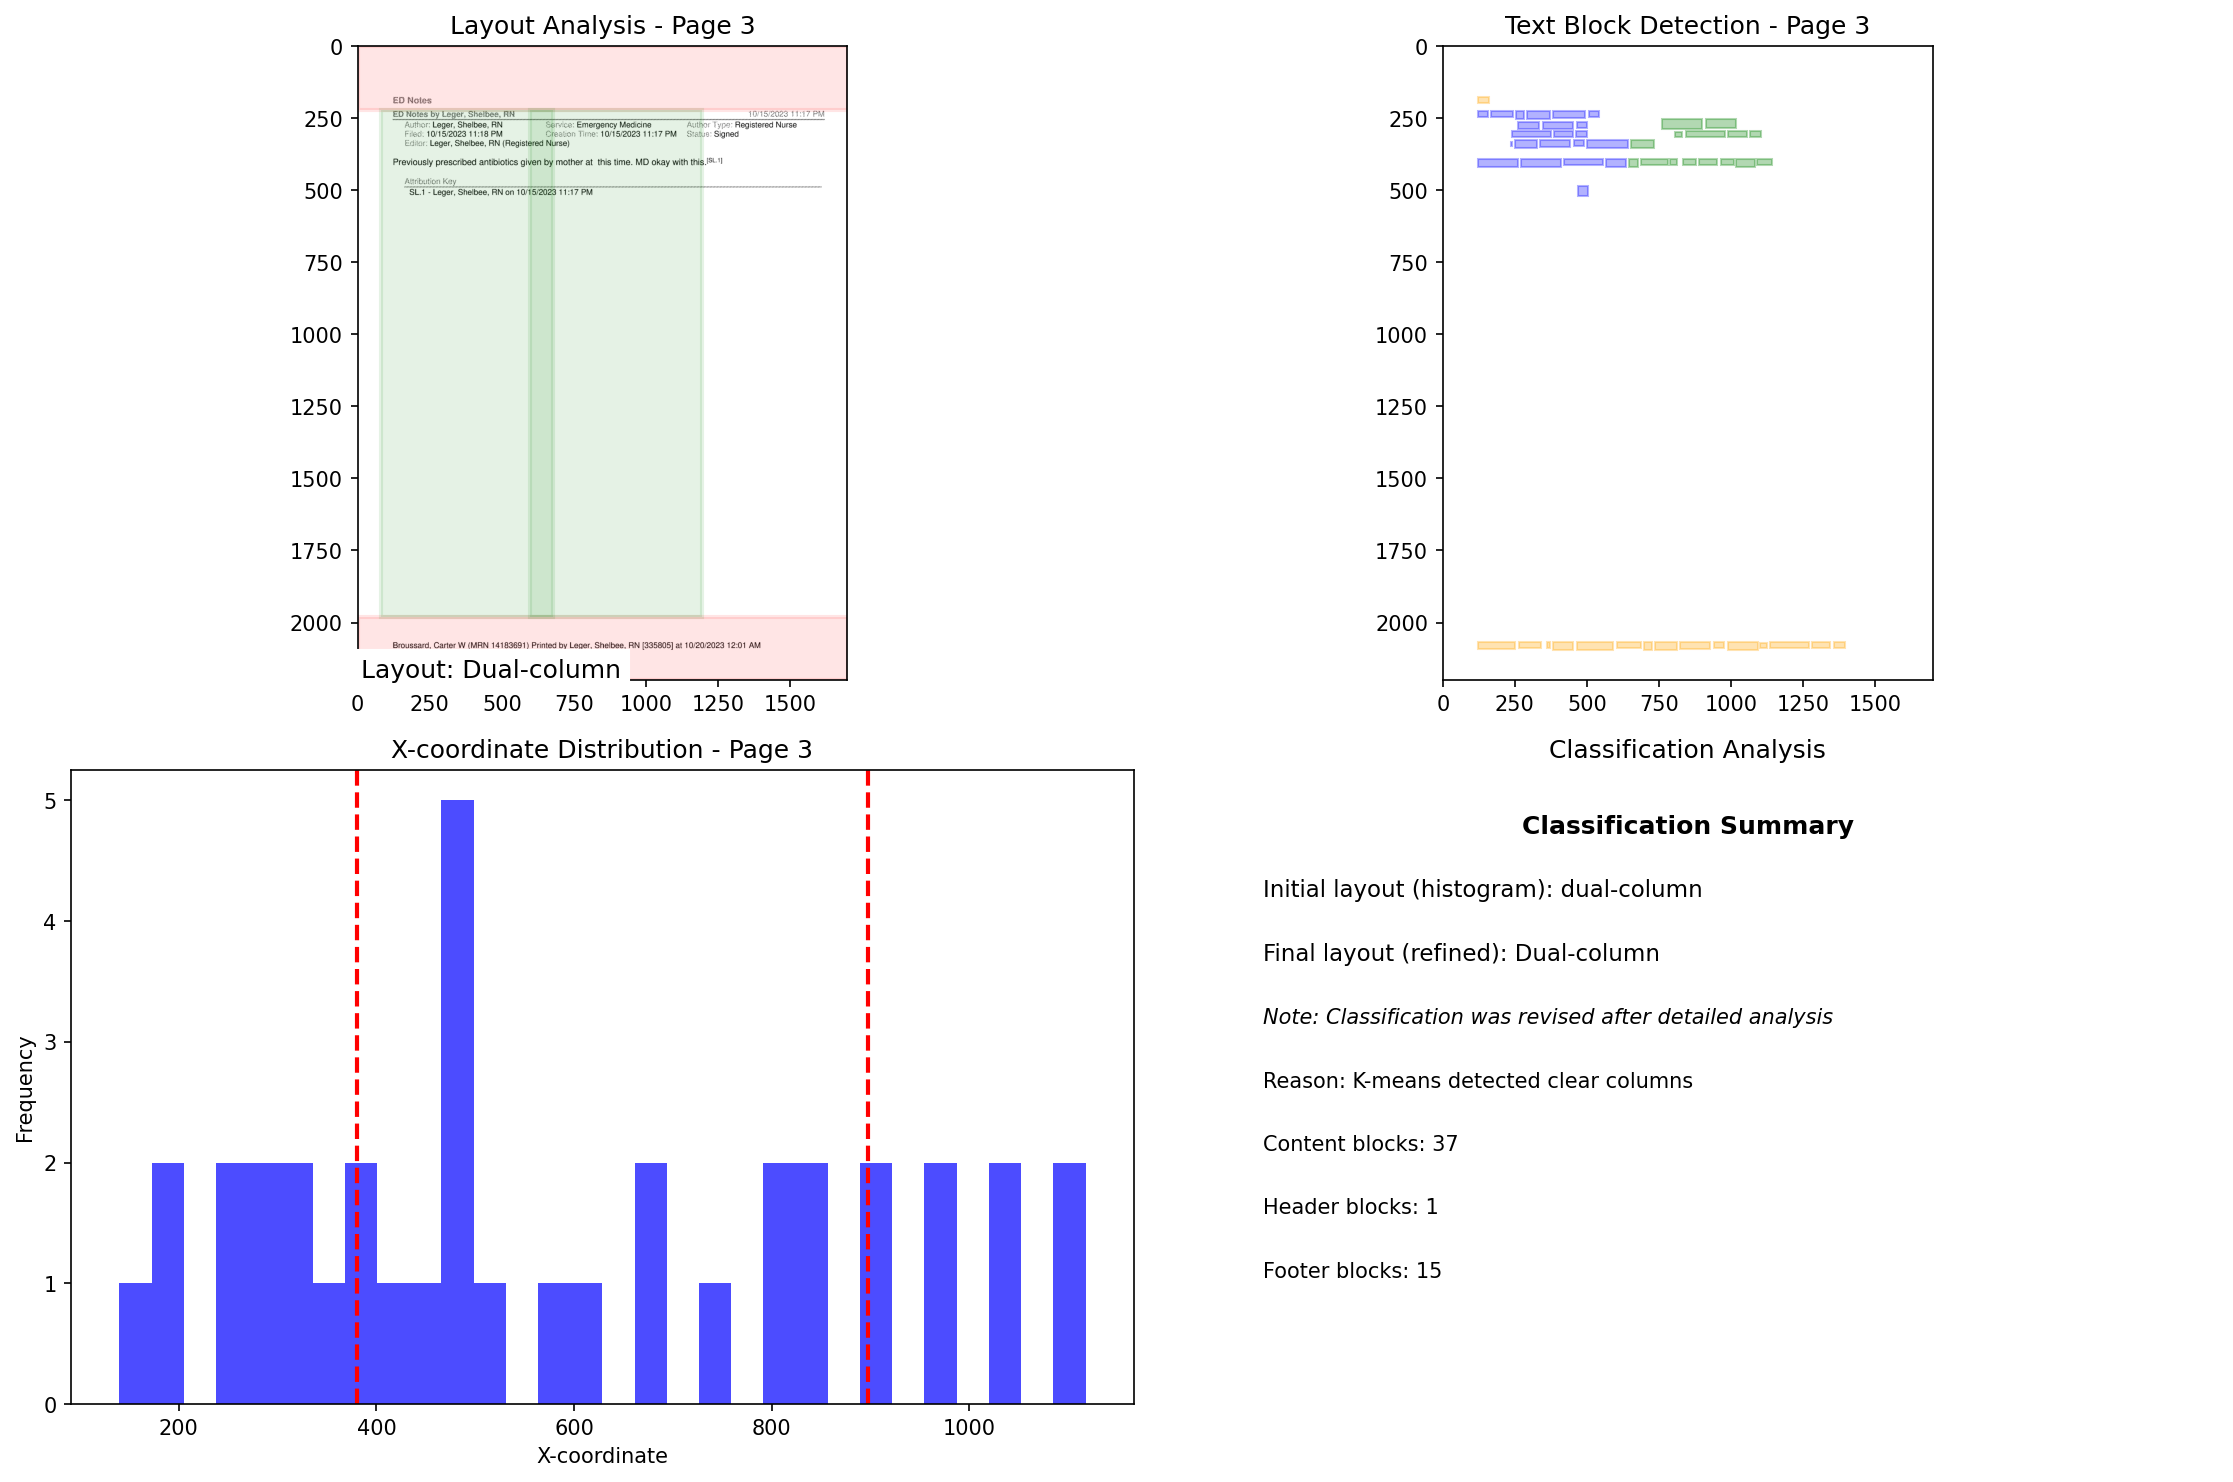 Layout Analysis - Page 3
0
250
500
750
1000
1250
1500
1750
2000
ED Notes
ED Notes by Leger, Shelbee, RN 10/15/2023 11:17 PM
Author: Leger, Shelbee, RN Service: Emergency Medicine Author Type: Registered Nurse
Filed: 10/15/2023 11:18 PM Creation Time: 10/15/2023 11:17 PM Status: Signed
Editor: Leger, Shelbee, RN (Registered Nurse)
Previously prescribed antibiotics given by mother at this time. MD okay with this.[SL.1]
Attribution Key
SL.1 - Leger, Shelbee, RN on 10/15/2023 11:17 PM
Broussard, Carter W (MRN 14183691) Printed by Leger, Shelbee, RN [335805] at 10/20/2023 12:01 AM
Layout: Dual-column
0 250 500 750 1000 1250 1500
Text Block Detection - Page 3
0
250
500
750
1000
1250
1500
1750
2000
0 250 500 750 1000 1250 1500
X-coordinate Distribution - Page 3
Frequency
5
4
3
2
1
0
200 400 600 800 1000
X-coordinate
Classification Analysis
Classification Summary
Initial layout (histogram): dual-column
Final layout (refined): Dual-column
Note: Classification was revised after detailed analysis
Reason: K-means detected clear columns
Content blocks: 37
Header blocks: 1
Footer blocks: 15